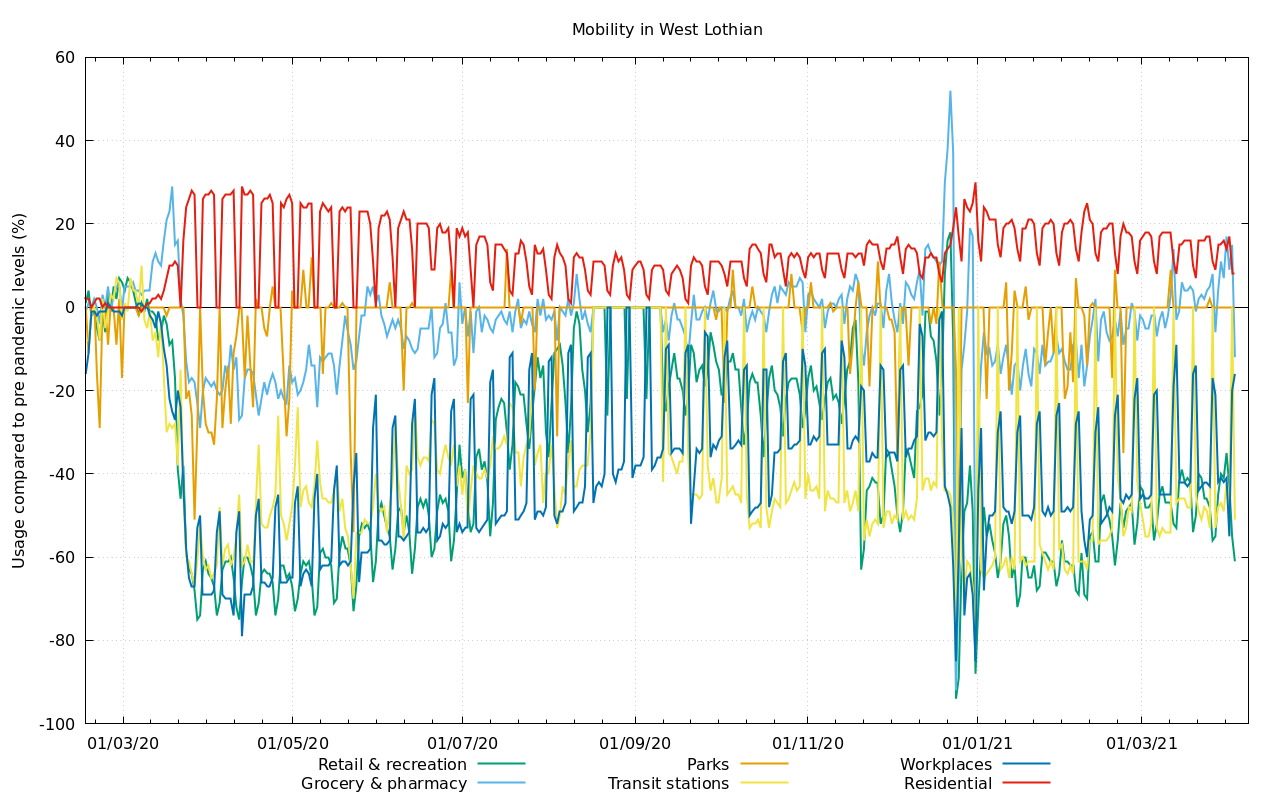 Mobility in West Lothian
Usage compared to pre pandemic levels (%)
60
40
20
0
-20
-40
-60
-80
-100
01/03/20 01/05/20 01/07/20 01/09/20 01/11/20 01/01/21 01/03/21
Retail & recreation Parks Workplaces
Grocery & pharmacy Transit stations Residential